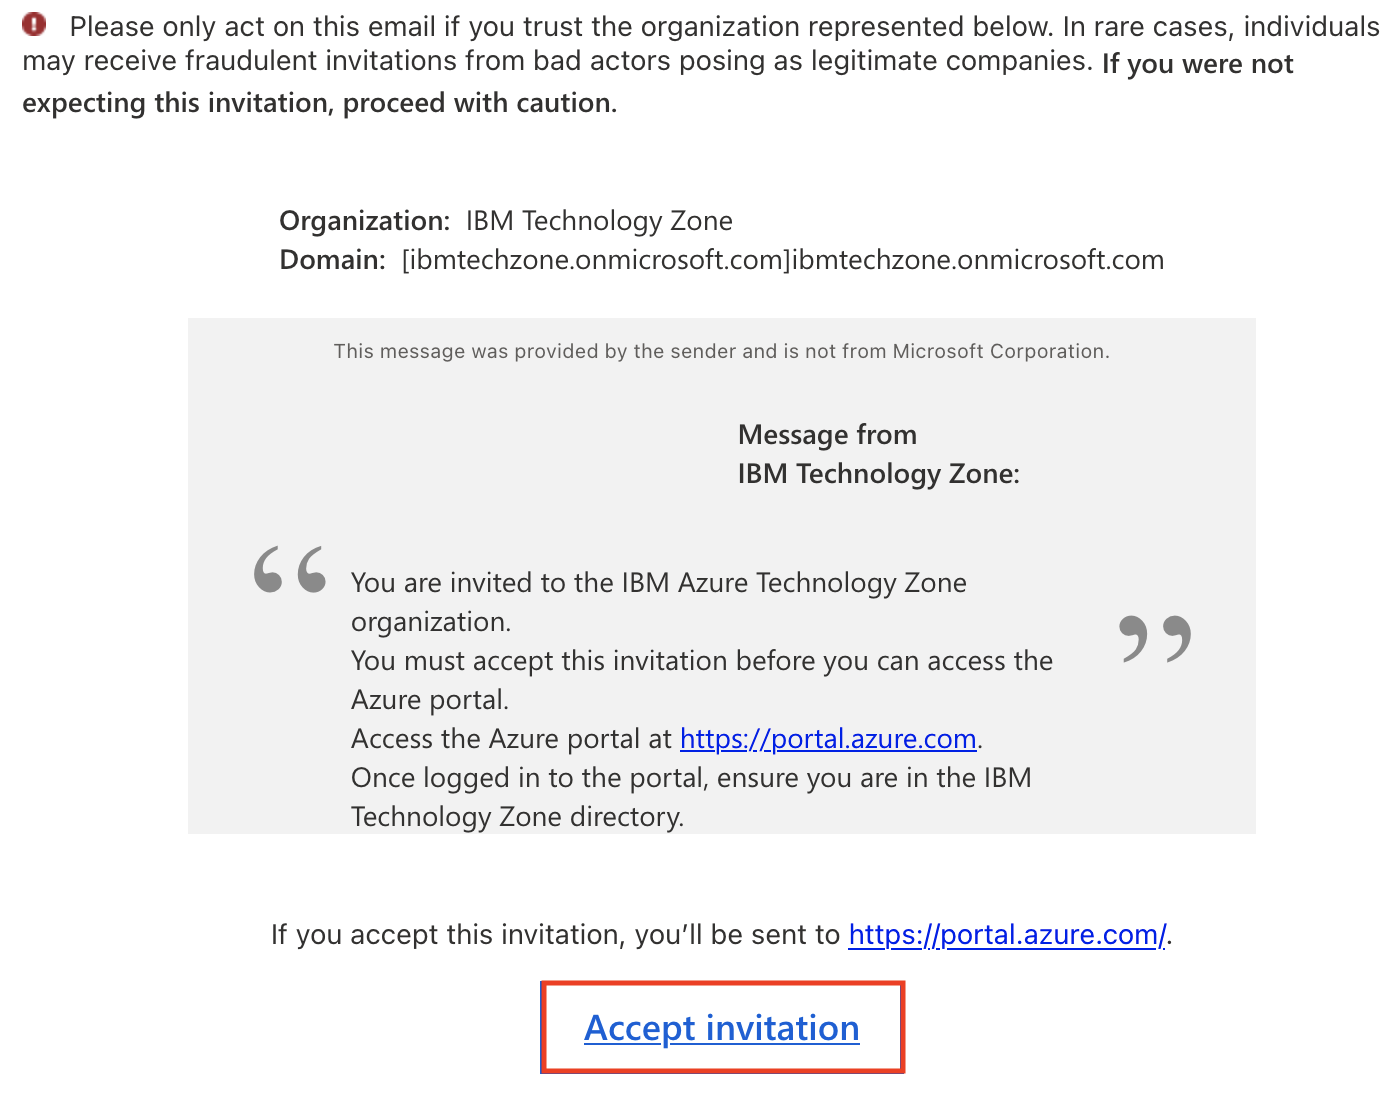 Please only act on this email if you trust the organization represented below. In rare cases, individuals
may receive fraudulent invitations from bad actors posing as legitimate companies. If you were not
expecting this invitation, proceed with caution.
Organization: IBM Technology Zone
Domain: [ibmtechzone.onmicrosoft.com]ibmtechzone.onmicrosoft.com
This message was provided by the sender and is not from Microsoft Corporation.
Message from
IBM Technology Zone:
“ You are invited to the IBM Azure Technology Zone
organization.
You must accept this invitation before you can access the ”
Azure portal.
Access the Azure portal at https://portal.azure.com.
Once logged in to the portal, ensure you are in the IBM
Technology Zone directory.
If you accept this invitation, you’ll be sent to https://portal.azure.com/.
Accept invitation